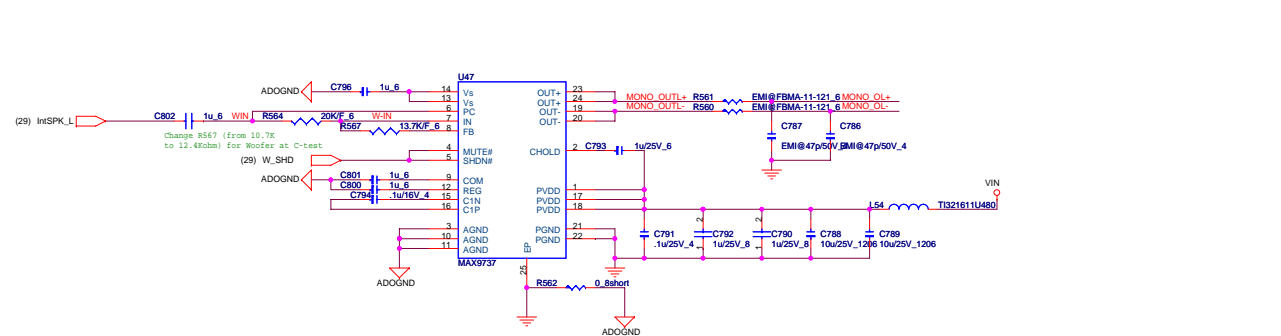 U47
ADOGND
C796
1u_6
14
13
Vs
Vs
23
24
OUT+
OUT+
MONO_OUTL+
R561
EMI@FBMA-11-121_6
MONO_OL+
(29) IntSPK_L
C802
1u_6
WIN
R564
20K/F_6
W-IN
6
7
PC
IN
19
20
OUT-
OUT-
MONO_OUTL-
R560
EMI@FBMA-11-121_6
MONO_OL-
R567
13.7K/F_6
8
FB
Change R567 (from 10.7K
to 12.4Kohm) for Woofer at C-test
C787
C786
EMI@47p/50V_4
EMI@47p/50V_4
(29) W_SHD
4
5
MUTE#
SHDN#
CHOLD
2
C793
1u/25V_6
ADOGND
C801
1u_6
C800
1u_6
C794
.1u/16V_4
9
12
15
16
COM
REG
C1N
C1P
PVDD
PVDD
PVDD
1
17
18
VIN
L54
TI321611U480
3
10
11
AGND
AGND
AGND
PGND
PGND
21
22
C791
.1u/25V_4
2
1
C792
1u/25V_8
2
1
C790
1u/25V_8
C788
10u/25V_1206
C789
10u/25V_1206
EP
25
MAX9737
ADOGND
R562
0_8short
ADOGND